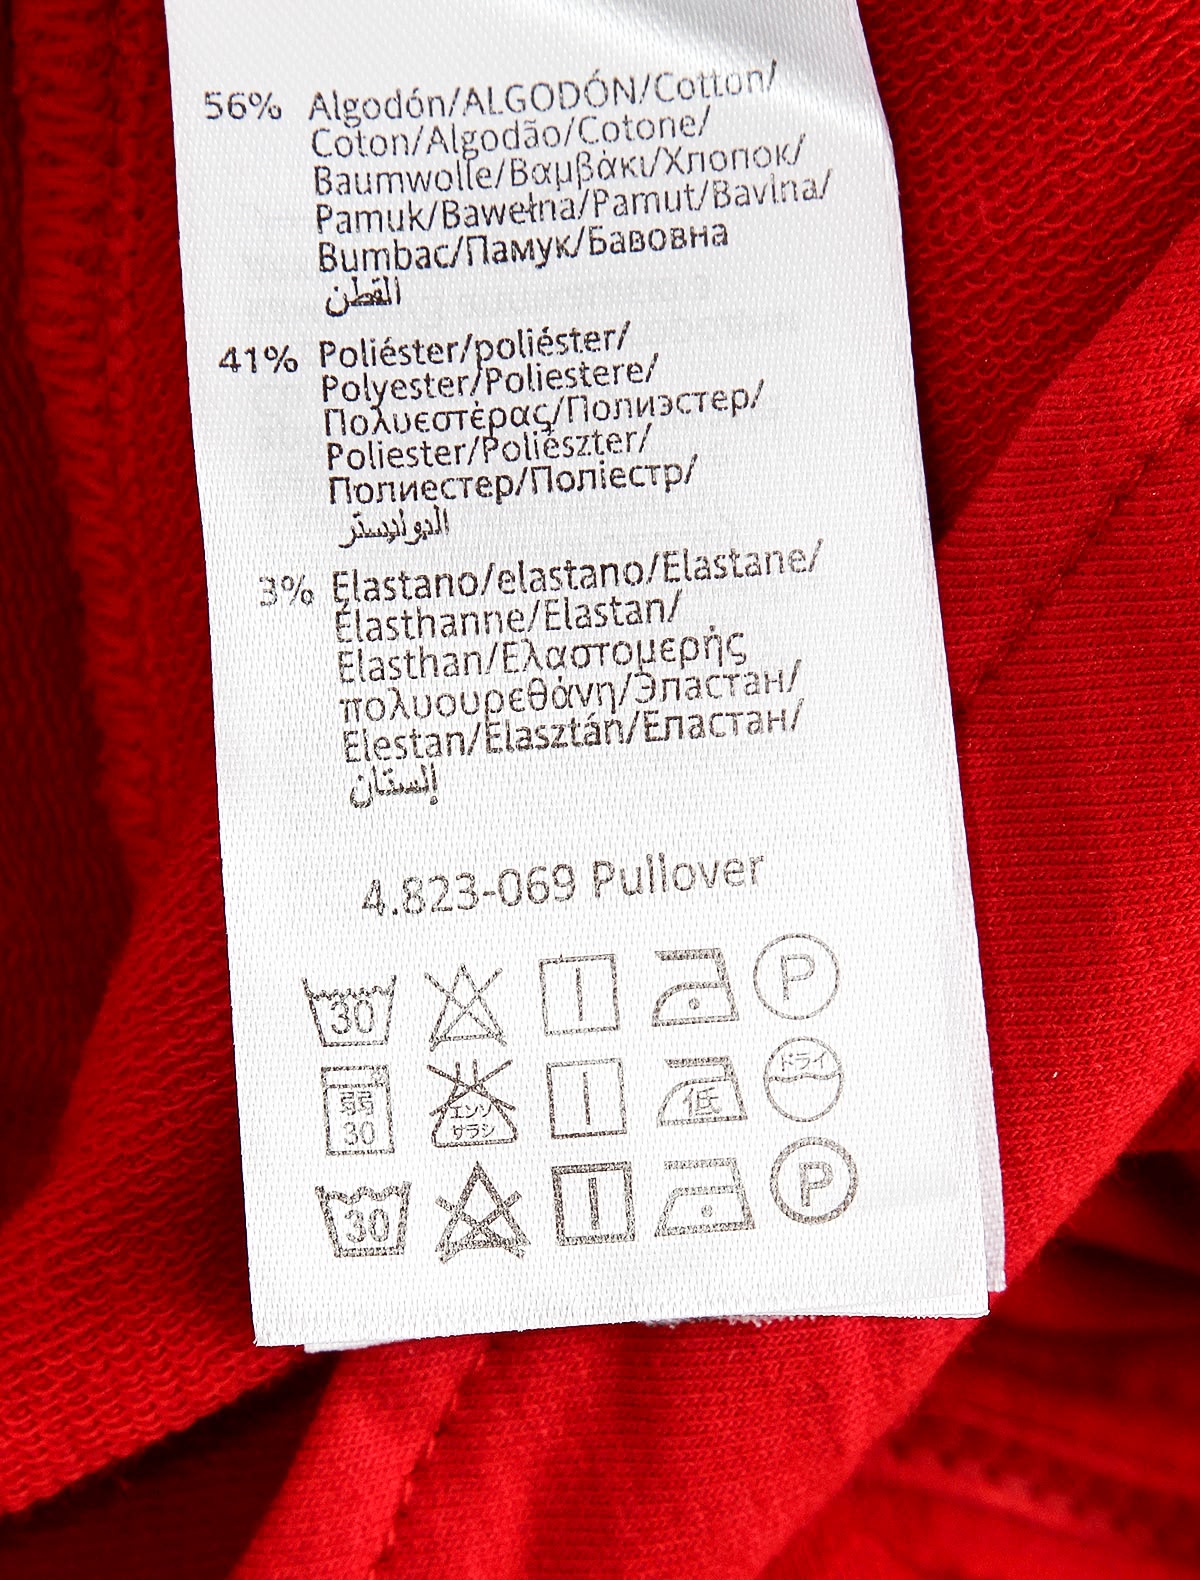 56% Algodón/ALGODÓN/Cotton/
Coton/Algodão/Cotone/
Baumwolle/Βαμβάκι/Хлопок/
Pamuk/Bawełna/Pamut/Bavlna/
Bumbac/Памук/Бавовна
القطن
41% Poliéster/poliéster/
Polyester/Poliestere/
Πολυεστέρας/Полиэстер/
Poliester/Poliészter/
Полиестер/Поліестр/
البوليستر
3% Elastano/elastano/Elastane/
Élasthanne/Elastan/
Elasthan/Ελαστομερής
πολυουρεθάνη/Эластан/
Elestan/Elasztán/Еластан/
إلستان
4.823-069 Pullover
30 P
弱 30 エンソ サラシ 低 ドライ
30 P